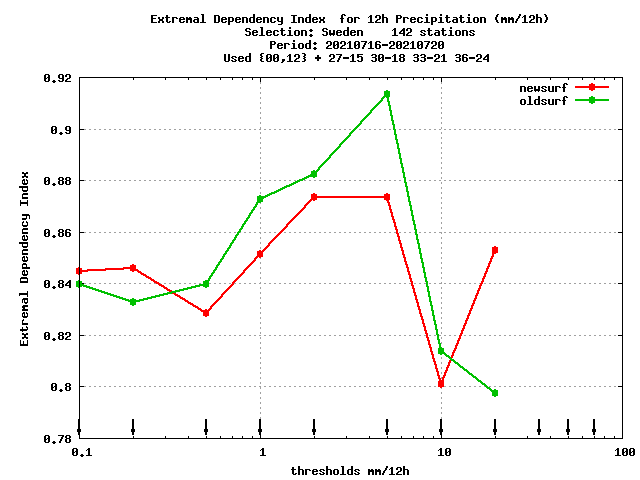 Extremal Dependency Index  for 12h Precipitation (mm/12h)
Selection: Sweden    142 stations
Period: 20210716-20210720
Used {00,12} + 27-15 30-18 33-21 36-24
newsurf
oldsurf
0.92
0.9
0.88
0.86
0.84
0.82
0.8
0.78
Extremal Dependency Index
0.1
1
10
100
thresholds mm/12h